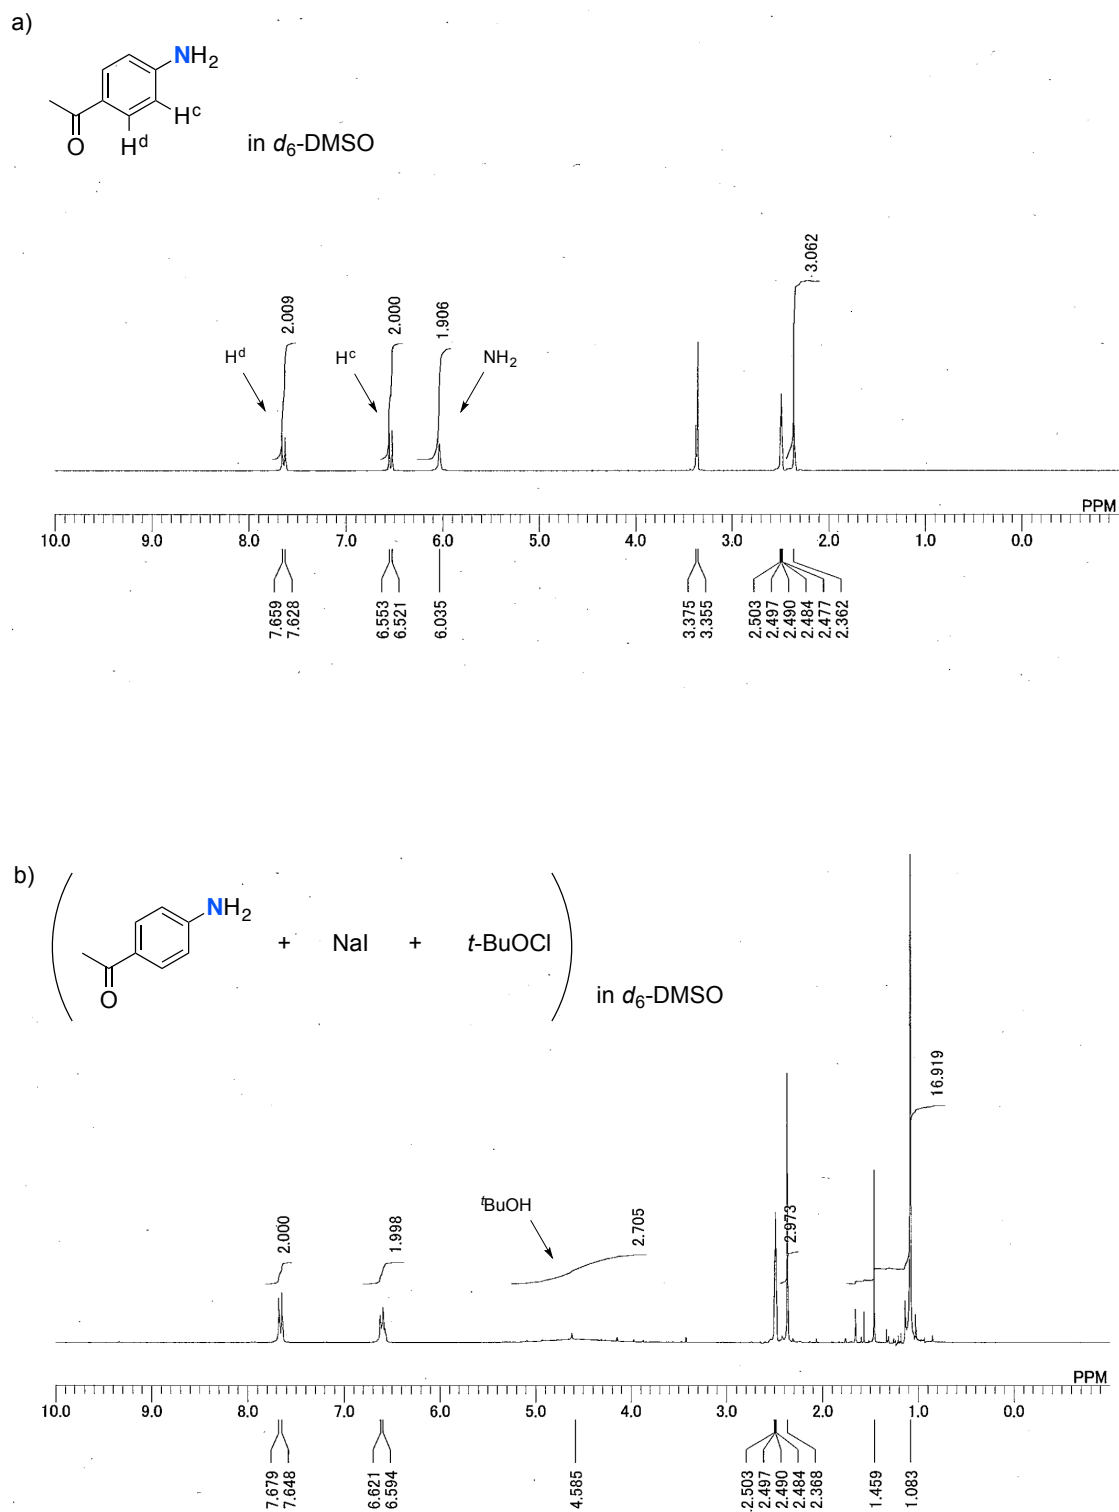 a)
NH2
Hc
Hd
O
in d6-DMSO
2.009
2.000
1.906
3.062
Hd
Hc
NH2
PPM
10.0 9.0 8.0 7.0 6.0 5.0 4.0 3.0 2.0 1.0 0.0
7.659
7.628
6.553
6.521
6.035
3.375
3.355
2.503
2.497
2.490
2.484
2.477
2.362
b)
NH2
O
+ NaI + t-BuOCl
in d6-DMSO
16.919
tBuOH
2.000
1.998
2.705
2.973
PPM
10.0 9.0 8.0 7.0 6.0 5.0 4.0 3.0 2.0 1.0 0.0
7.679
7.648
6.621
6.594
4.585
2.503
2.497
2.490
2.484
2.368
1.459
1.083